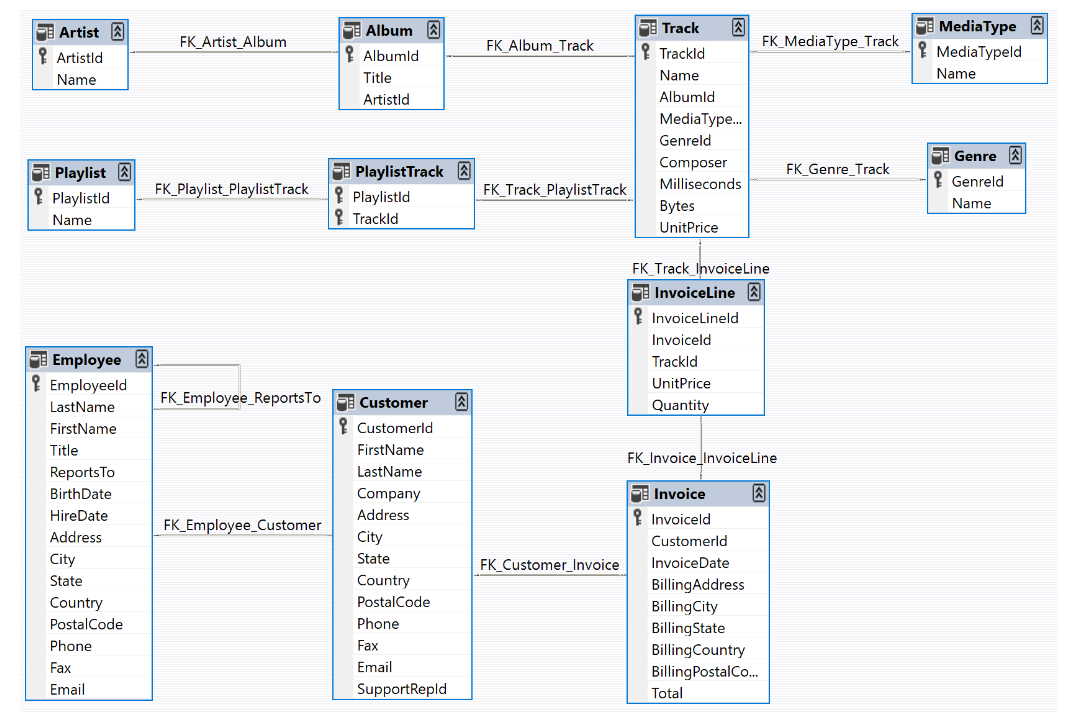 Artist
ArtistId
Name
FK_Artist_Album
Album
AlbumId
Title
ArtistId
FK_Album_Track
Track
TrackId
Name
AlbumId
MediaType...
GenreId
Composer
Milliseconds
Bytes
UnitPrice
FK_MediaType_Track
MediaType
MediaTypeId
Name
FK_Genre_Track
Genre
GenreId
Name
Playlist
PlaylistId
Name
FK_Playlist_PlaylistTrack
PlaylistTrack
PlaylistId
TrackId
FK_Track_PlaylistTrack
FK_Track_InvoiceLine
InvoiceLine
InvoiceLineId
InvoiceId
TrackId
UnitPrice
Quantity
Employee
EmployeeId
LastName
FirstName
Title
ReportsTo
BirthDate
HireDate
Address
City
State
Country
PostalCode
Phone
Fax
Email
FK_Employee_ReportsTo
FK_Employee_Customer
Customer
CustomerId
FirstName
LastName
Company
Address
City
State
Country
PostalCode
Phone
Fax
Email
SupportRepId
FK_Customer_Invoice
FK_Invoice_InvoiceLine
Invoice
InvoiceId
CustomerId
InvoiceDate
BillingAddress
BillingCity
BillingState
BillingCountry
BillingPostalCo...
Total